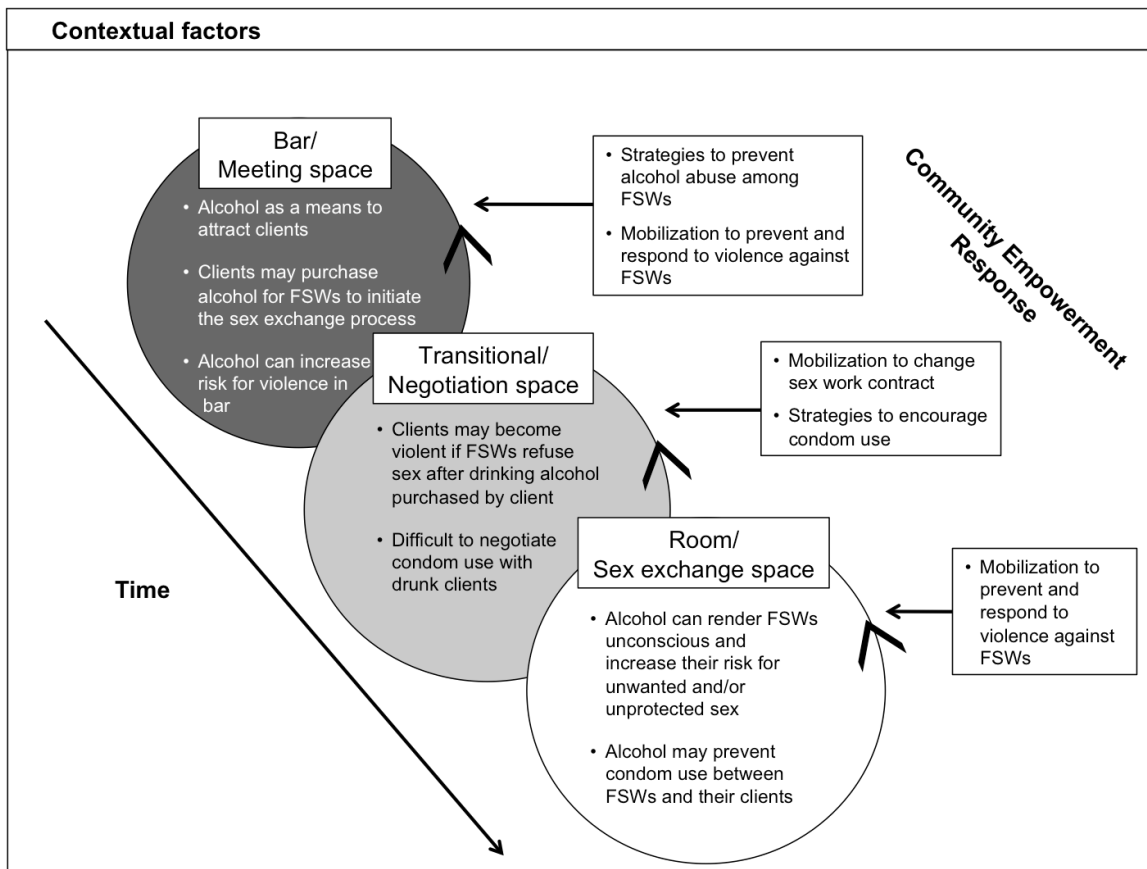 Contextual factors
Bar/
Meeting space
• Alcohol as a means to
attract clients
• Clients may purchase
alcohol for FSWs to initiate
the sex exchange process
• Alcohol can increase
risk for violence in
bar
• Strategies to prevent
alcohol abuse among
FSWs
• Mobilization to prevent and
respond to violence against
FSWs
Community Empowerment
Response
Transitional/
Negotiation space
• Clients may become
violent if FSWs refuse
sex after drinking alcohol
purchased by client
• Difficult to negotiate
condom use with
drunk clients
• Mobilization to change
sex work contract
• Strategies to encourage
condom use
Time
Room/
Sex exchange space
• Alcohol can render FSWs
unconscious and
increase their risk for
unwanted and/or
unprotected sex
• Alcohol may prevent
condom use between
FSWs and their clients
• Mobilization to
prevent and
respond to
violence against
FSWs